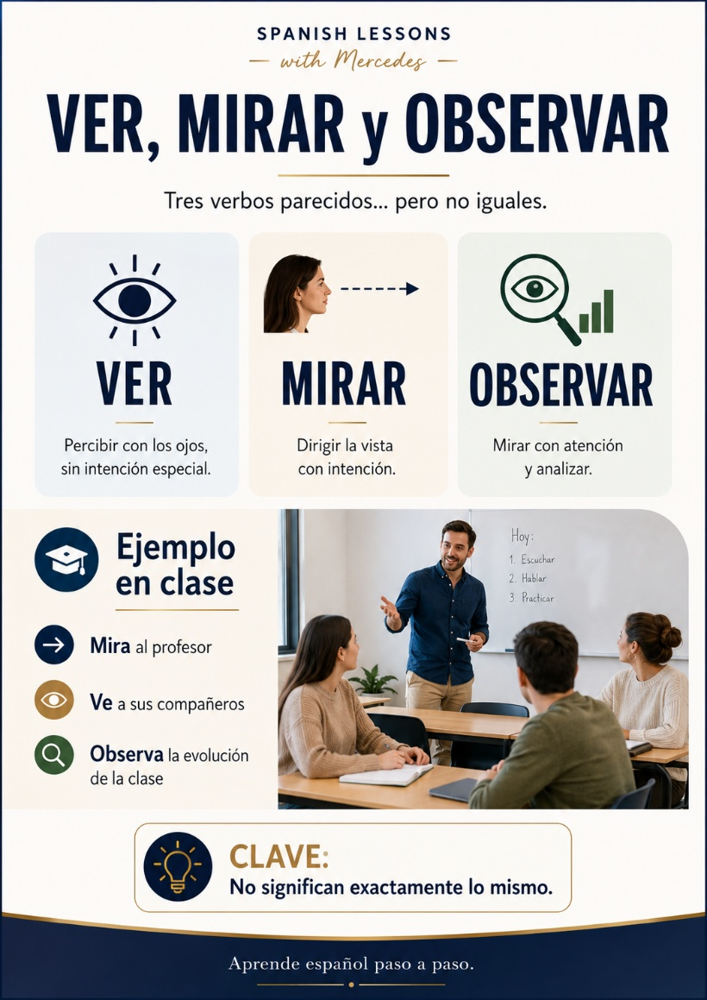 SPANISH LESSONS
with Mercedes
VER, MIRAR y OBSERVAR
Tres verbos parecidos... pero no iguales.
VER
Percibir con los ojos,
sin intención especial.
MIRAR
Dirigir la vista
con intención.
OBSERVAR
Mirar con atención
y analizar.
Ejemplo
en clase
Mira al profesor
Ve a sus compañeros
Observa la evolución
de la clase
Hoy:
1. Escuchar
2. Hablar
3. Practicar
CLAVE:
No significan exactamente lo mismo.
Aprende español paso a paso.